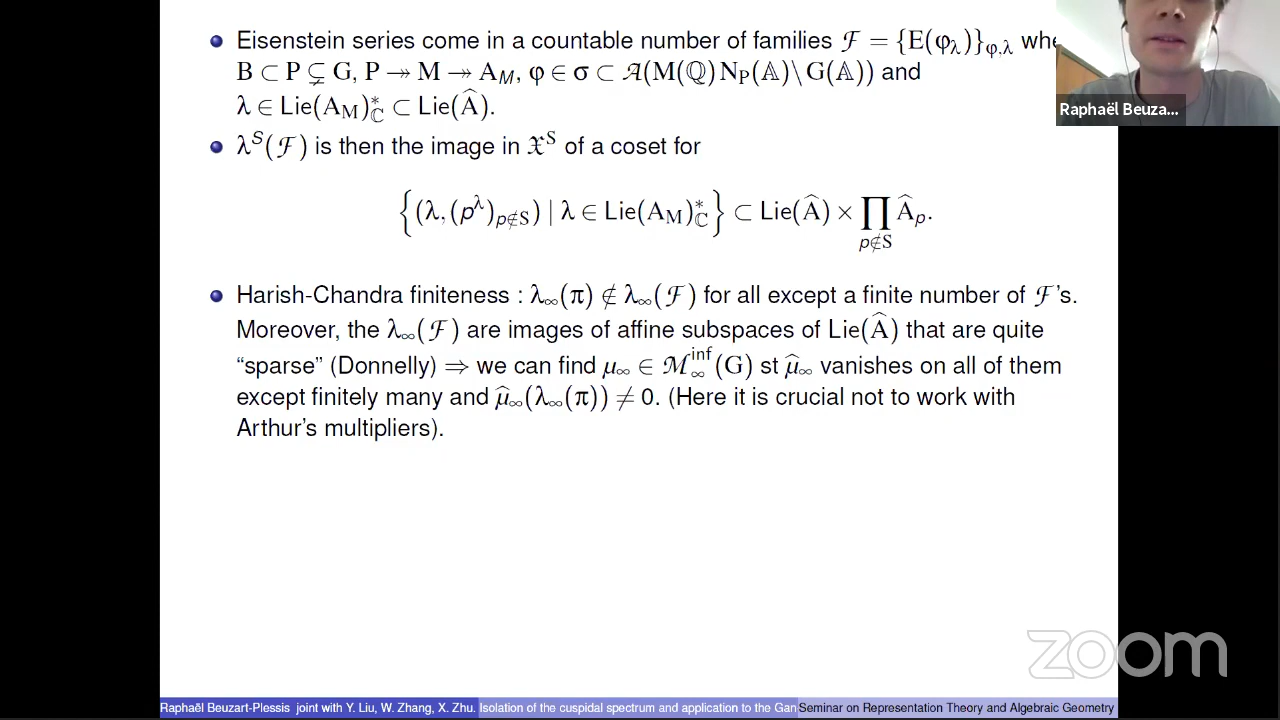 Eisenstein series come in a countable number of families ℱ = {E(φ_λ)}_{φ,λ} whe
B ⊂ P ⊊ G, P ↠ M ↠ A_M, φ ∈ σ ⊂ 𝒜(M(ℚ)N_P(𝔸)\G(𝔸)) and
λ ∈ Lie(A_M)*_ℂ ⊂ Lie(Â).
λ^S(ℱ) is then the image in 𝔛^S of a coset for
{(λ, (p^λ)_{p∉S}) | λ ∈ Lie(A_M)*_ℂ} ⊂ Lie(Â) × ∏_{p∉S} Â_p.
Harish-Chandra finiteness : λ_∞(π) ∉ λ_∞(ℱ) for all except a finite number of ℱ's.
Moreover, the λ_∞(ℱ) are images of affine subspaces of Lie(Â) that are quite
“sparse” (Donnelly) ⇒ we can find μ_∞ ∈ ℳ_∞^{inf}(G) st μ̂_∞ vanishes on all of them
except finitely many and μ̂_∞(λ_∞(π)) ≠ 0. (Here it is crucial not to work with
Arthur's multipliers).
Raphaël Beuza...
zoom
Raphaël Beuzart-Plessis joint with Y. Liu, W. Zhang, X. Zhu. Isolation of the cuspidal spectrum and application to the Gan Seminar on Representation Theory and Algebraic Geometry